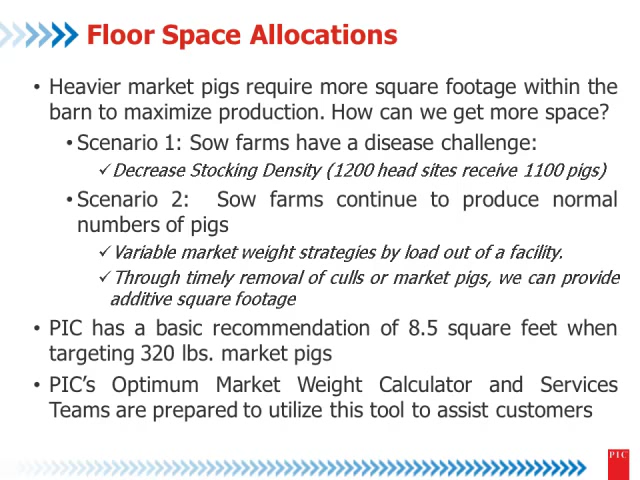 Floor Space Allocations
• Heavier market pigs require more square footage within the
barn to maximize production. How can we get more space?
• Scenario 1: Sow farms have a disease challenge:
✓Decrease Stocking Density (1200 head sites receive 1100 pigs)
• Scenario 2: Sow farms continue to produce normal
numbers of pigs
✓Variable market weight strategies by load out of a facility.
✓Through timely removal of culls or market pigs, we can provide
additive square footage
• PIC has a basic recommendation of 8.5 square feet when
targeting 320 lbs. market pigs
• PIC’s Optimum Market Weight Calculator and Services
Teams are prepared to utilize this tool to assist customers
PIC